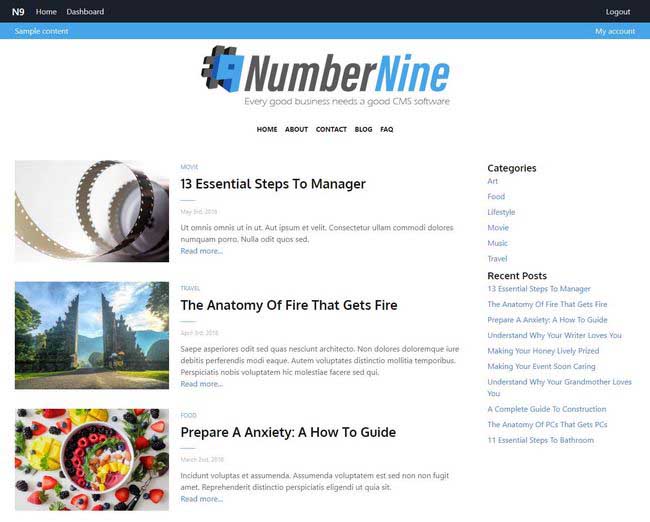 N9 Home Dashboard Logout
Sample content My account
NumberNine
Every good business needs a good CMS software
HOME ABOUT CONTACT BLOG FAQ
MOVIE
13 Essential Steps To Manager
May 3rd, 2018
Ut omnis omnis ut in ut. Aut ipsum et velit. Consectetur ullam commodi dolores
numquam porro. Nulla odit quos sed.
Read more...
TRAVEL
The Anatomy Of Fire That Gets Fire
April 3rd, 2018
Saepe asperiores odit sed quas nesciunt architecto. Non dolores doloremque iure
debitis perferendis modi eaque. Autem voluptates distinctio mollitia temporibus.
Perspiciatis nobis voluptatem hic molestiae facere sed qui.
Read more...
FOOD
Prepare A Anxiety: A How To Guide
March 2nd, 2018
Incidunt voluptas et assumenda. Assumenda voluptatem est sed non non fugit
amet. Reprehenderit distinctio perspiciatis eligendi ut quia sit.
Read more...
Categories
Art
Food
Lifestyle
Movie
Music
Travel
Recent Posts
13 Essential Steps To Manager
The Anatomy Of Fire That Gets Fire
Prepare A Anxiety: A How To Guide
Understand Why Your Writer Loves You
Making Your Honey Lively Prized
Making Your Event Soon Caring
Understand Why Your Grandmother Loves
You
A Complete Guide To Construction
The Anatomy Of PCs That Gets PCs
11 Essential Steps To Bathroom